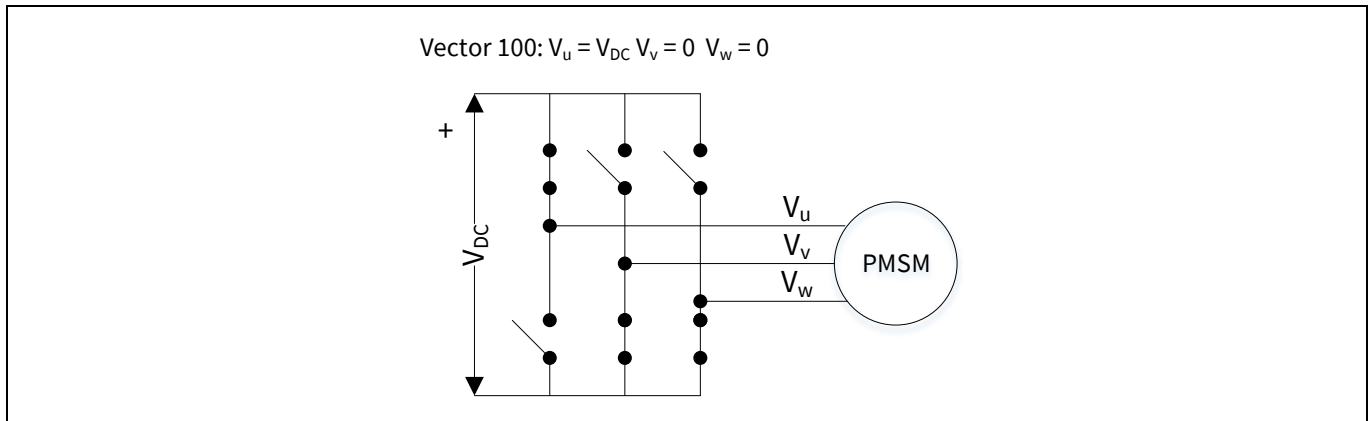 Vector 100: Vu = VDC Vv = 0 Vw = 0
+
VDC
Vu
Vv
Vw
PMSM